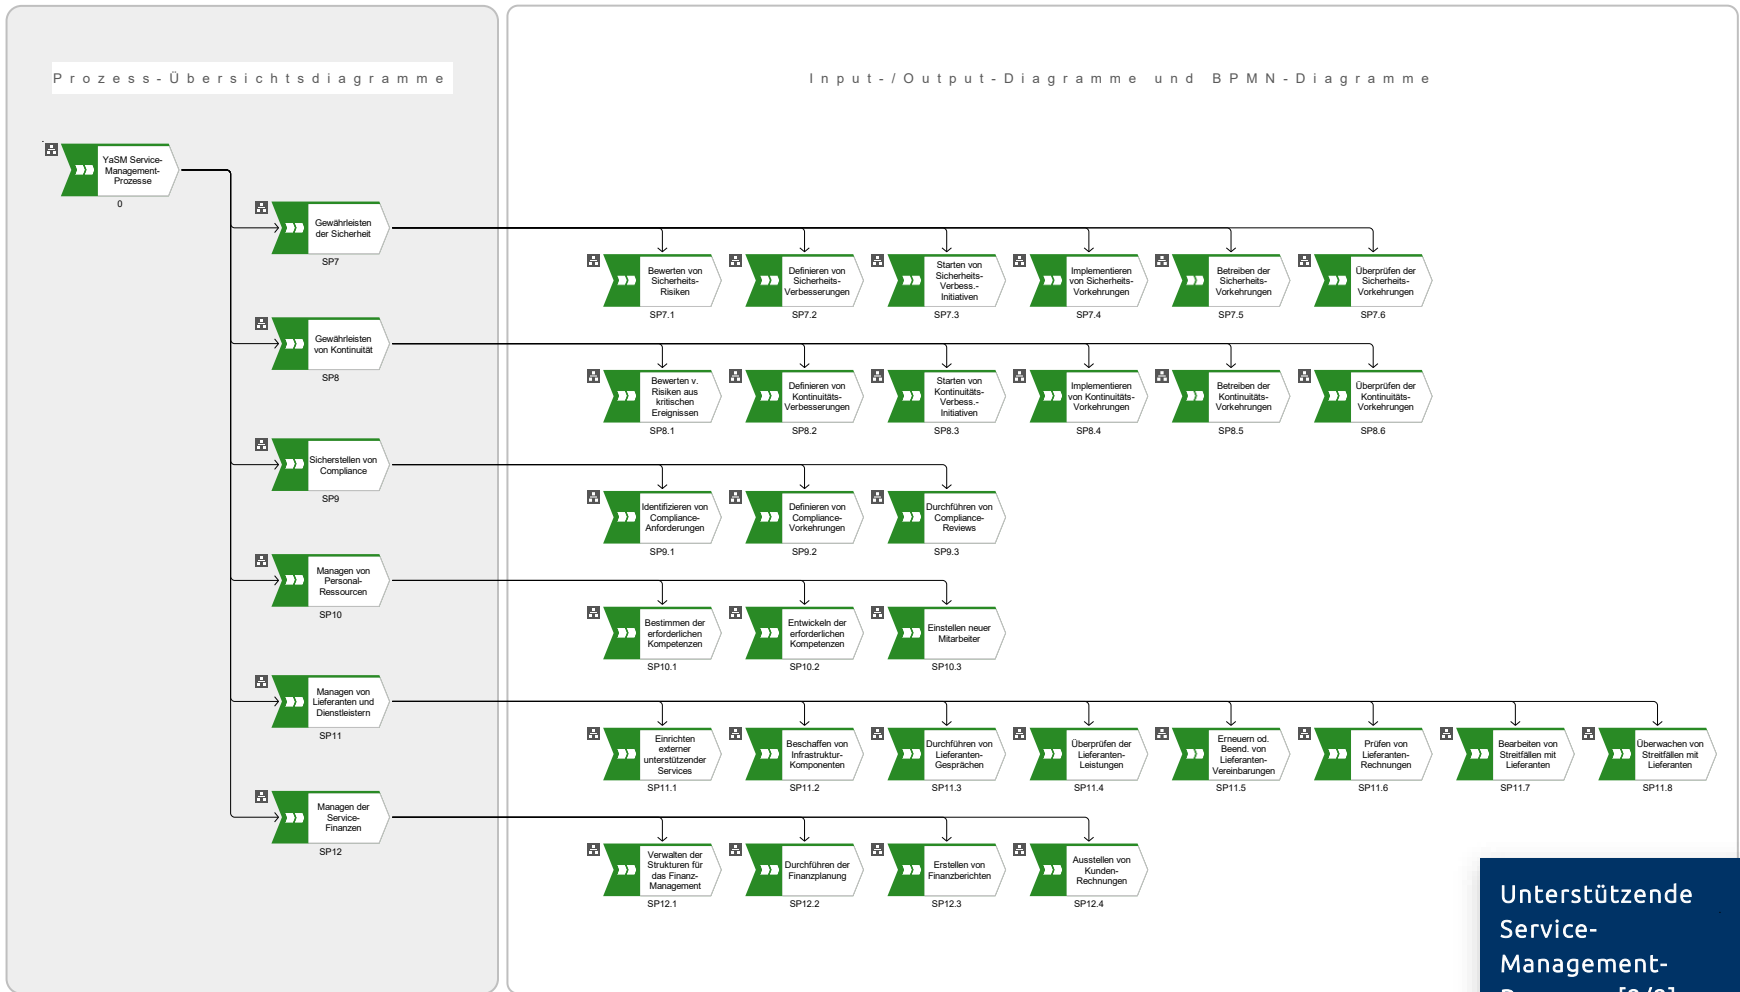 Prozess-Übersichtsdiagramme
Input-/Output-Diagramme und BPMN-Diagramme
YaSM Service-
Management-
Prozesse
0
Gewährleisten
der Sicherheit
SP7
Bewerten von
Sicherheits-
Risiken
SP7.1
Definieren von
Sicherheits-
Verbesserungen
SP7.2
Starten von
Sicherheits-
Verbess.-
Initiativen
SP7.3
Implementieren
von Sicherheits-
Vorkehrungen
SP7.4
Betreiben der
Sicherheits-
Vorkehrungen
SP7.5
Überprüfen der
Sicherheits-
Vorkehrungen
SP7.6
Gewährleisten
von Kontinuität
SP8
Bewerten v.
Risiken aus
kritischen
Ereignissen
SP8.1
Definieren von
Kontinuitäts-
Verbesserungen
SP8.2
Starten von
Kontinuitäts-
Verbess.-
Initiativen
SP8.3
Implementieren
von Kontinuitäts-
Vorkehrungen
SP8.4
Betreiben der
Kontinuitäts-
Vorkehrungen
SP8.5
Überprüfen der
Kontinuitäts-
Vorkehrungen
SP8.6
Sicherstellen von
Compliance
SP9
Identifizieren von
Compliance-
Anforderungen
SP9.1
Definieren von
Compliance-
Vorkehrungen
SP9.2
Durchführen von
Compliance-
Reviews
SP9.3
Managen von
Personal-
Ressourcen
SP10
Bestimmen der
erforderlichen
Kompetenzen
SP10.1
Entwickeln der
erforderlichen
Kompetenzen
SP10.2
Einstellen neuer
Mitarbeiter
SP10.3
Managen von
Lieferanten und
Dienstleistern
SP11
Einrichten
externer
unterstützender
Services
SP11.1
Beschaffen von
Infrastruktur-
Komponenten
SP11.2
Durchführen von
Lieferanten-
Gesprächen
SP11.3
Überprüfen der
Lieferanten-
Leistungen
SP11.4
Erneuern od.
Beend. von
Lieferanten-
Vereinbarungen
SP11.5
Prüfen von
Lieferanten-
Rechnungen
SP11.6
Bearbeiten von
Streitfällen mit
Lieferanten
SP11.7
Überwachen von
Streitfällen mit
Lieferanten
SP11.8
Managen der
Service-
Finanzen
SP12
Verwalten der
Strukturen für
das Finanz-
Management
SP12.1
Durchführen der
Finanzplanung
SP12.2
Erstellen von
Finanzberichten
SP12.3
Ausstellen von
Kunden-
Rechnungen
SP12.4
Unterstützende
Service-
Management-